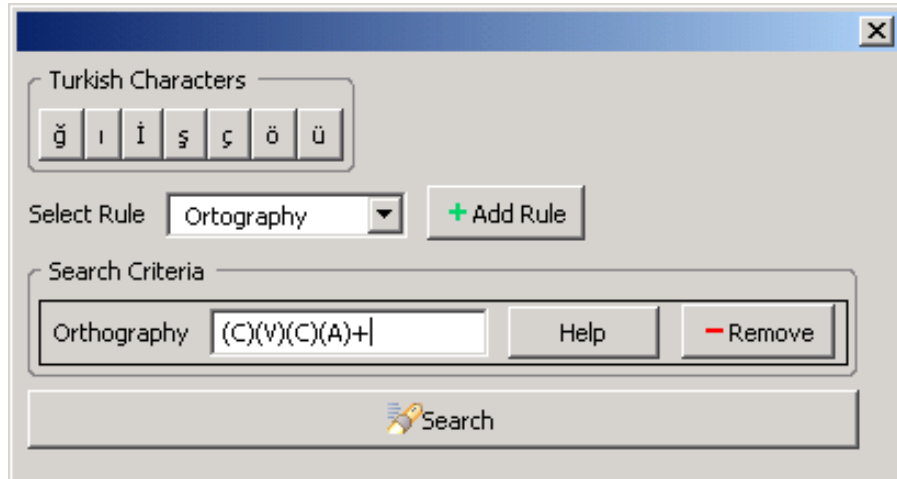 Turkish Characters
ğ ı İ ş ç ö ü
Select Rule Ortography + Add Rule
Search Criteria
Orthography (C)(V)(C)(A)+ Help Remove
Search